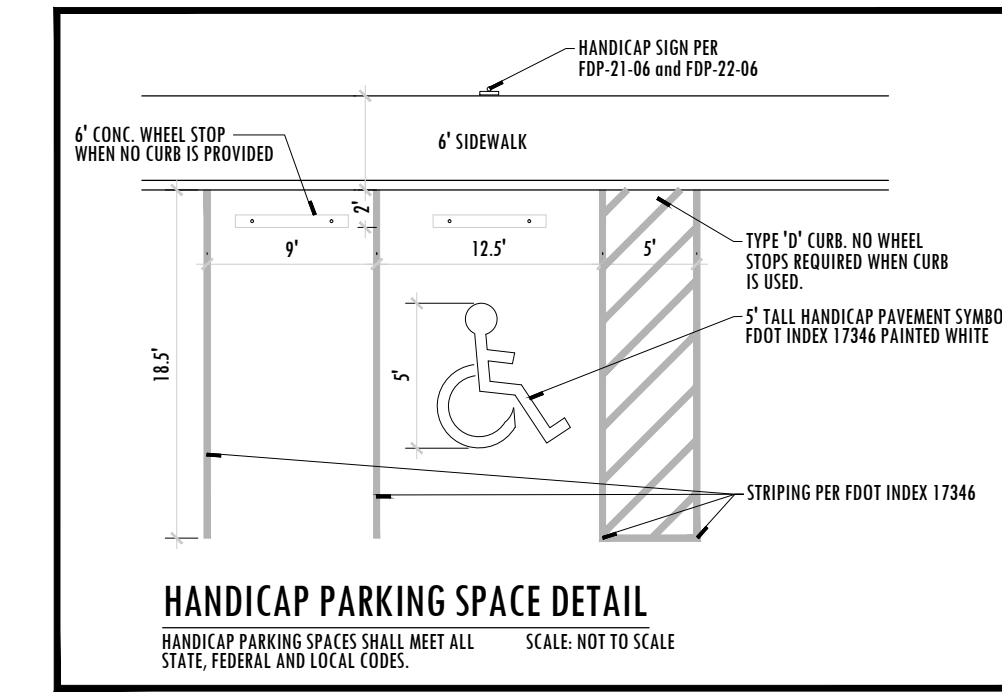 HANDICAP SIGN PER
FDP-21-06 and FDP-22-06
6' CONC. WHEEL STOP
WHEN NO CURB IS PROVIDED
6' SIDEWALK
2'
9'
12.5'
5'
TYPE 'D' CURB. NO WHEEL
STOPS REQUIRED WHEN CURB
IS USED.
5' TALL HANDICAP PAVEMENT SYMBO
FDOT INDEX 17346 PAINTED WHITE
18.5'
5'
STRIPING PER FDOT INDEX 17346
HANDICAP PARKING SPACE DETAIL
HANDICAP PARKING SPACES SHALL MEET ALL
STATE, FEDERAL AND LOCAL CODES.
SCALE: NOT TO SCALE